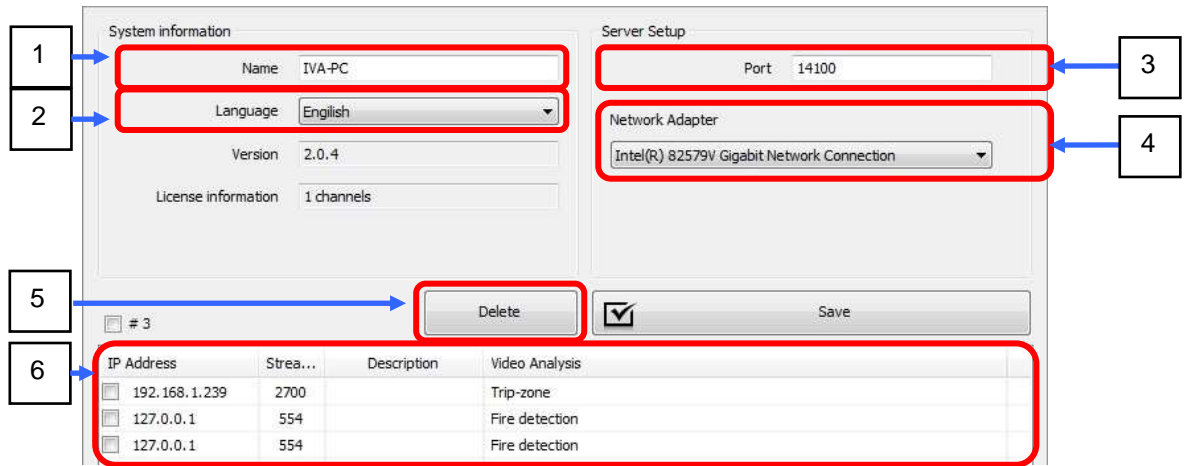 System information
Server Setup
1
Name IVA-PC
Port 14100
3
2
Language Engilish
Network Adapter
4
Version 2.0.4
Intel(R) 82579V Gigabit Network Connection
License information 1 channels
5
# 3
Delete
Save
6
IP Address Strea... Description Video Analysis
192.168.1.239 2700 Trip-zone
127.0.0.1 554 Fire detection
127.0.0.1 554 Fire detection